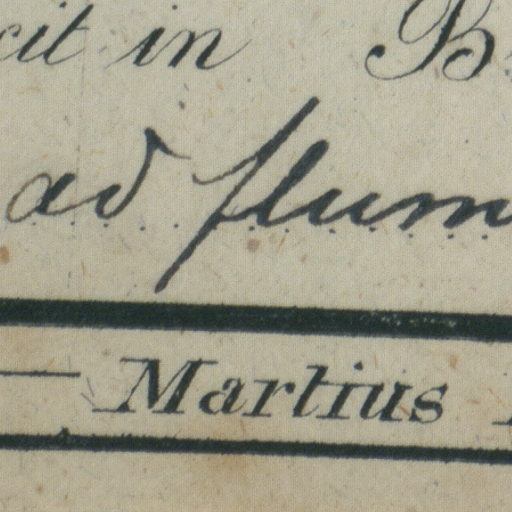 cit in B
ad flum
— Martius